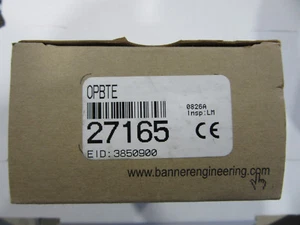 OPBTE
0826A
Insp:LM
27165
CE
EID:3850900
www.bannerengineering.com